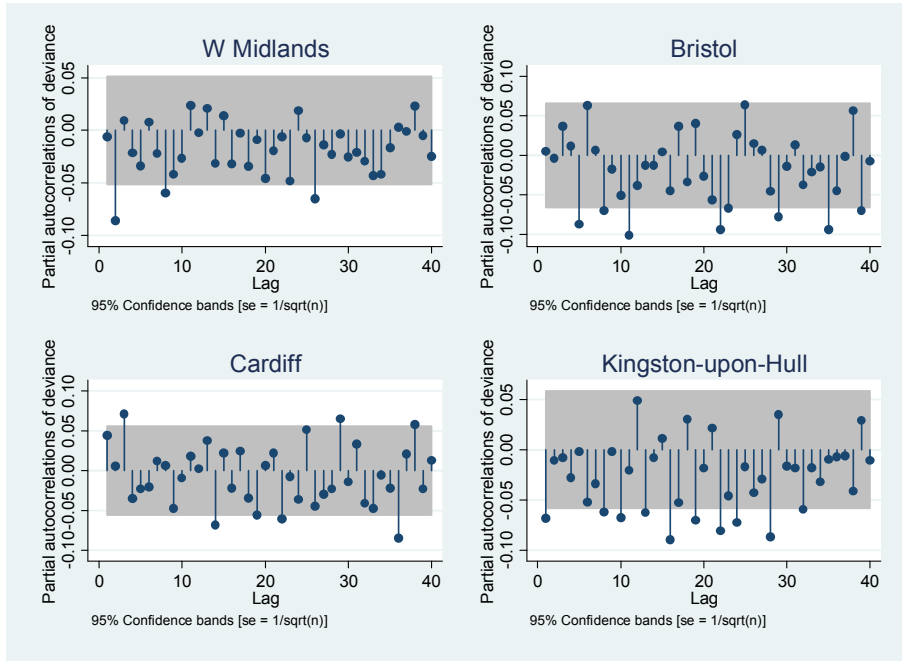 W Midlands
Partial autocorrelations of deviance
0.05
0.00
-0.05
-0.10
0 10 20 30 40
Lag
95% Confidence bands [se = 1/sqrt(n)]
Bristol
Partial autocorrelations of deviance
0.10
0.05
0.00
-0.05
-0.10
0 10 20 30 40
Lag
95% Confidence bands [se = 1/sqrt(n)]
Cardiff
Partial autocorrelations of deviance
0.10
0.05
0.00
-0.05
-0.10
0 10 20 30 40
Lag
95% Confidence bands [se = 1/sqrt(n)]
Kingston-upon-Hull
Partial autocorrelations of deviance
0.05
0.00
-0.05
-0.10
0 10 20 30 40
Lag
95% Confidence bands [se = 1/sqrt(n)]